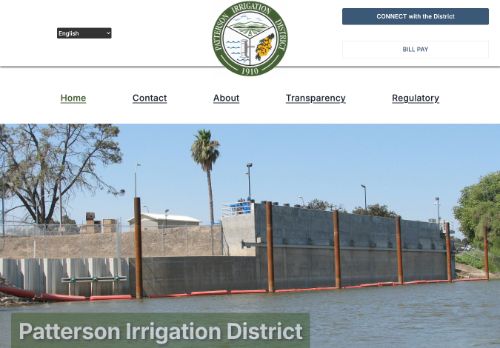 English
PATTERSON IRRIGATION DISTRICT
1910
CONNECT with the District
BILL PAY
Home
Contact
About
Transparency
Regulatory
Patterson Irrigation District